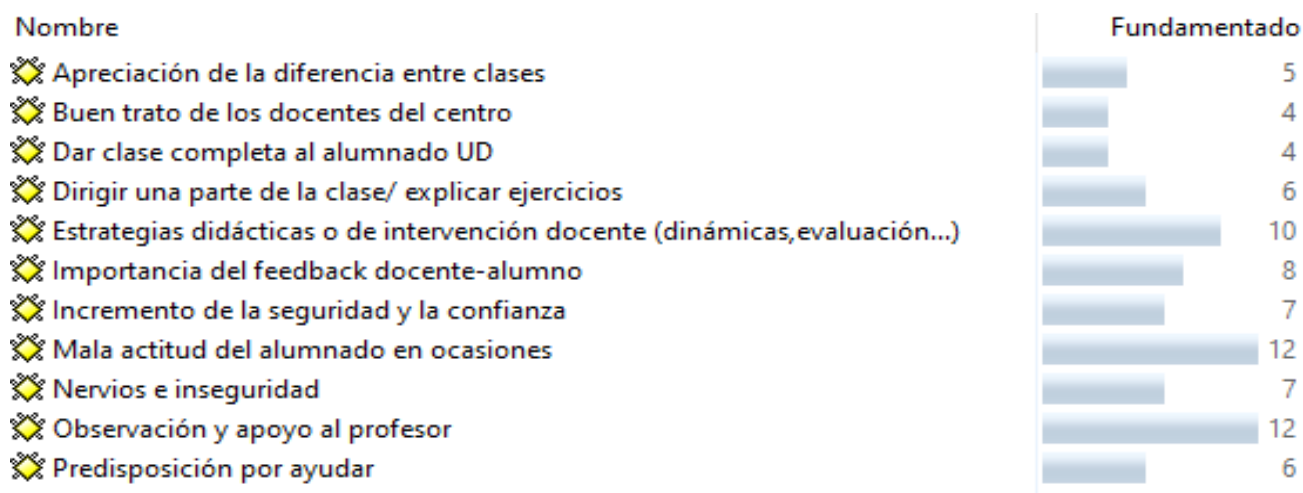 Nombre Fundamentado
Apreciación de la diferencia entre clases 5
Buen trato de los docentes del centro 4
Dar clase completa al alumnado UD 4
Dirigir una parte de la clase/ explicar ejercicios 6
Estrategias didácticas o de intervención docente (dinámicas,evaluación...) 10
Importancia del feedback docente-alumno 8
Incremento de la seguridad y la confianza 7
Mala actitud del alumnado en ocasiones 12
Nervios e inseguridad 7
Observación y apoyo al profesor 12
Predisposición por ayudar 6